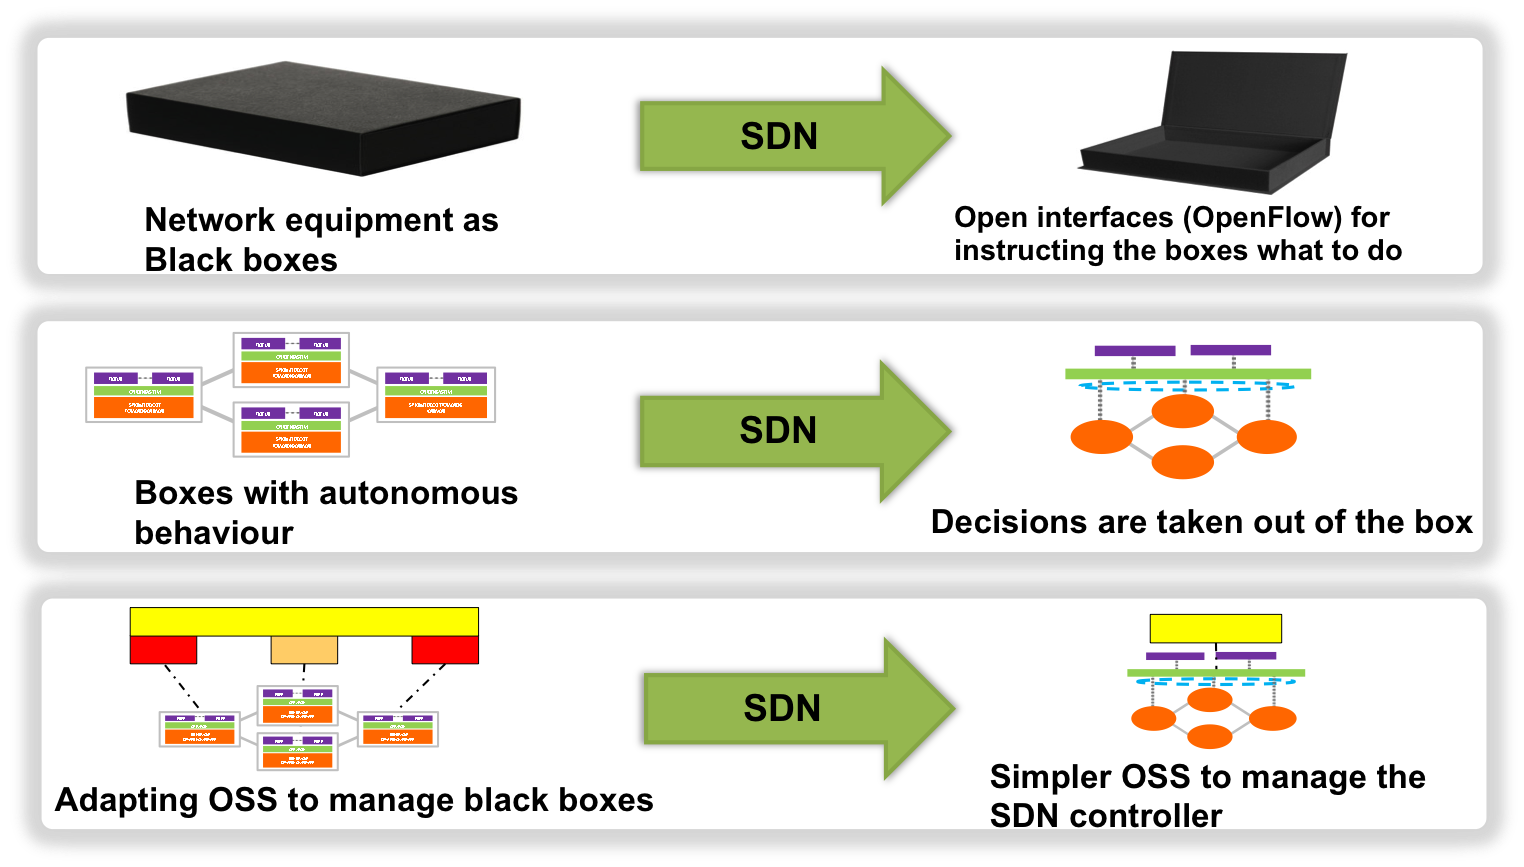 SDN
Network equipment as
Black boxes
Open interfaces (OpenFlow) for
instructing the boxes what to do
SDN
Boxes with autonomous
behaviour
Decisions are taken out of the box
SDN
Adapting OSS to manage black boxes
Simpler OSS to manage the
SDN controller